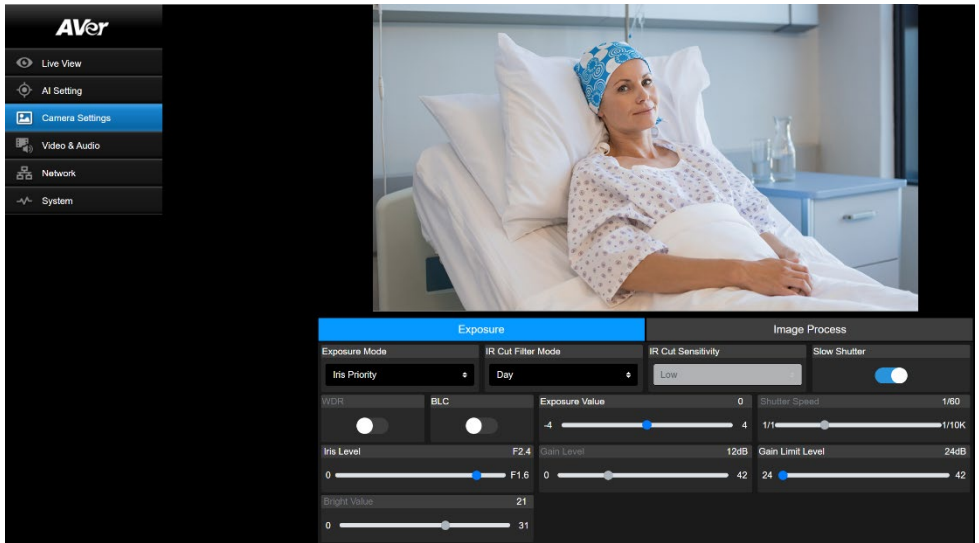 AVer
Live View
AI Setting
Camera Settings
Video & Audio
Network
System
Exposure Image Process
Exposure Mode IR Cut Filter Mode IR Cut Sensitivity Slow Shutter
Iris Priority Day Low
WDR BLC Exposure Value 0 Shutter Speed 1/60
-4 4 1/1 1/10K
Iris Level F2.4 Gain Level 12dB Gain Limit Level 24dB
0 F1.6 0 42 24 42
Bright Value 21
0 31